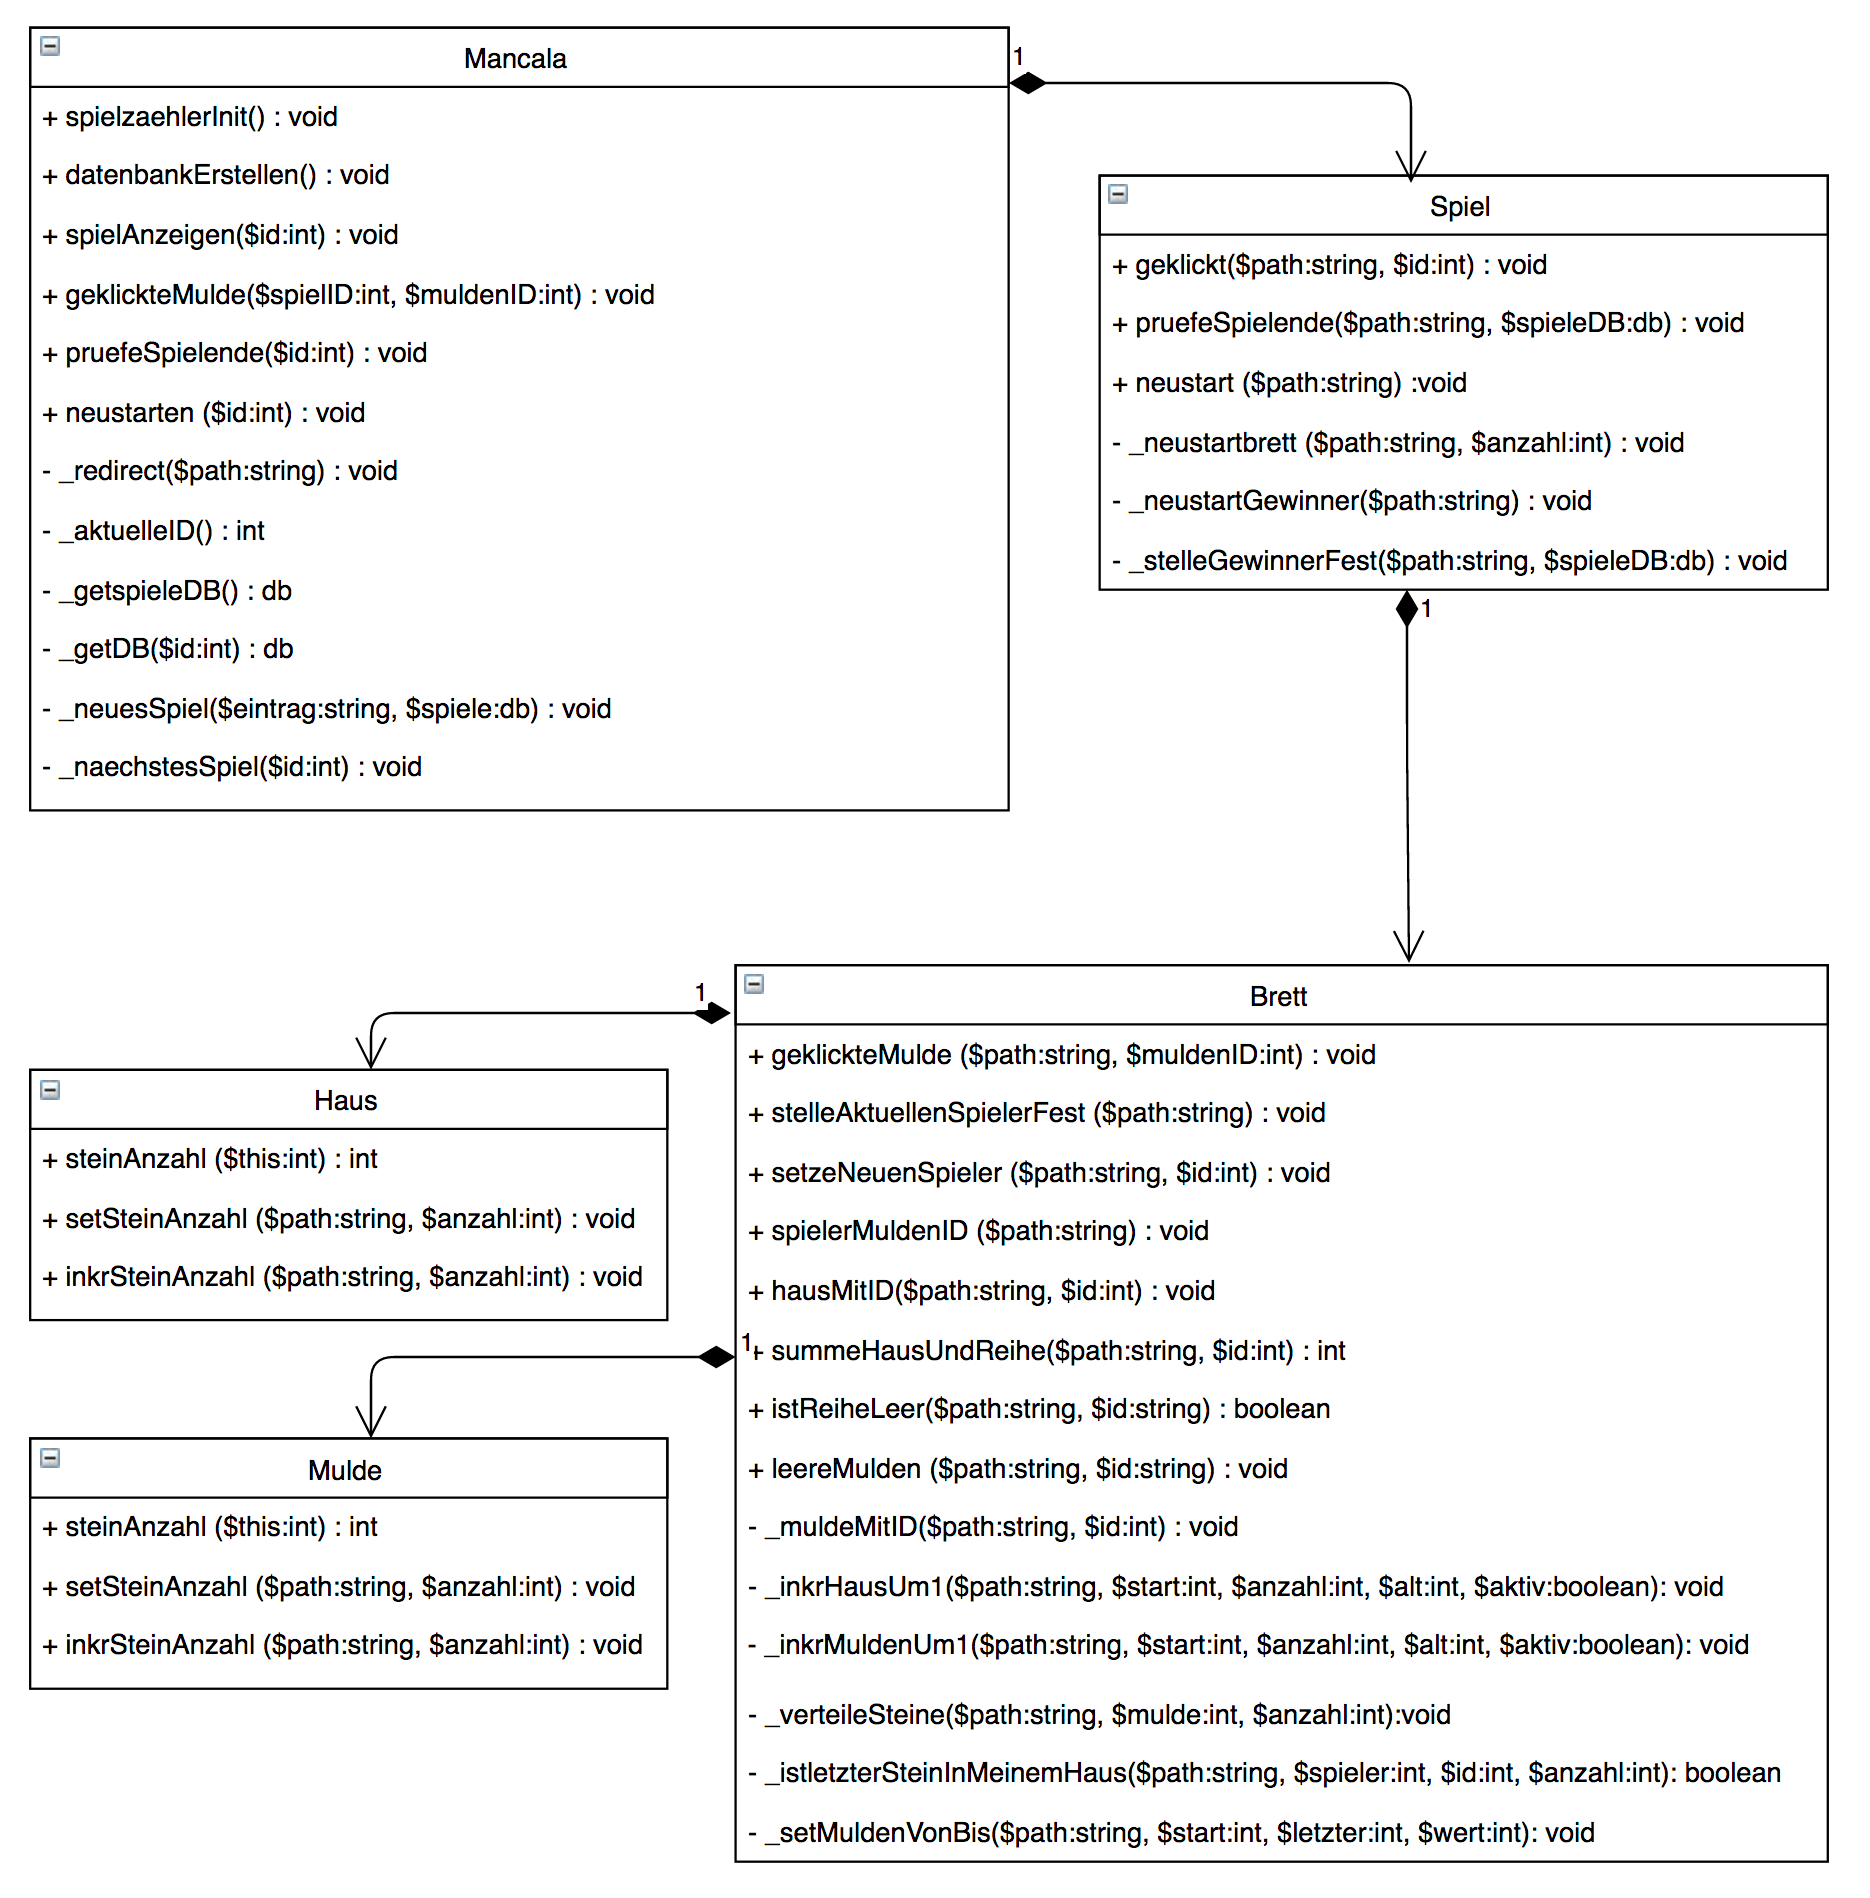 Mancala
+ spielzaehlerInit() : void
+ datenbankErstellen() : void
+ spielAnzeigen($id:int) : void
+ geklickteMulde($spielID:int, $muldenID:int) : void
+ pruefeSpielende($id:int) : void
+ neustarten ($id:int) : void
- _redirect($path:string) : void
- _aktuelleID() : int
- _getspieleDB() : db
- _getDB($id:int) : db
- _neuesSpiel($eintrag:string, $spiele:db) : void
- _naechstesSpiel($id:int) : void
1
Spiel
+ geklickt($path:string, $id:int) : void
+ pruefeSpielende($path:string, $spieleDB:db) : void
+ neustart ($path:string) :void
- _neustartbrett ($path:string, $anzahl:int) : void
- _neustartGewinner($path:string) : void
- _stelleGewinnerFest($path:string, $spieleDB:db) : void
1
Brett
+ geklickteMulde ($path:string, $muldenID:int) : void
+ stelleAktuellenSpielerFest ($path:string) : void
+ setzeNeuenSpieler ($path:string, $id:int) : void
+ spielerMuldenID ($path:string) : void
+ hausMitID($path:string, $id:int) : void
+ summeHausUndReihe($path:string, $id:int) : int
+ istReiheLeer($path:string, $id:string) : boolean
+ leereMulden ($path:string, $id:string) : void
- _muldeMitID($path:string, $id:int) : void
- _inkrHausUm1($path:string, $start:int, $anzahl:int, $alt:int, $aktiv:boolean): void
- _inkrMuldenUm1($path:string, $start:int, $anzahl:int, $alt:int, $aktiv:boolean): void
- _verteileSteine($path:string, $mulde:int, $anzahl:int):void
- _istletzterSteinInMeinemHaus($path:string, $spieler:int, $id:int, $anzahl:int): boolean
- _setMuldenVonBis($path:string, $start:int, $letzter:int, $wert:int): void
1
Haus
+ steinAnzahl ($this:int) : int
+ setSteinAnzahl ($path:string, $anzahl:int) : void
+ inkrSteinAnzahl ($path:string, $anzahl:int) : void
1
Mulde
+ steinAnzahl ($this:int) : int
+ setSteinAnzahl ($path:string, $anzahl:int) : void
+ inkrSteinAnzahl ($path:string, $anzahl:int) : void